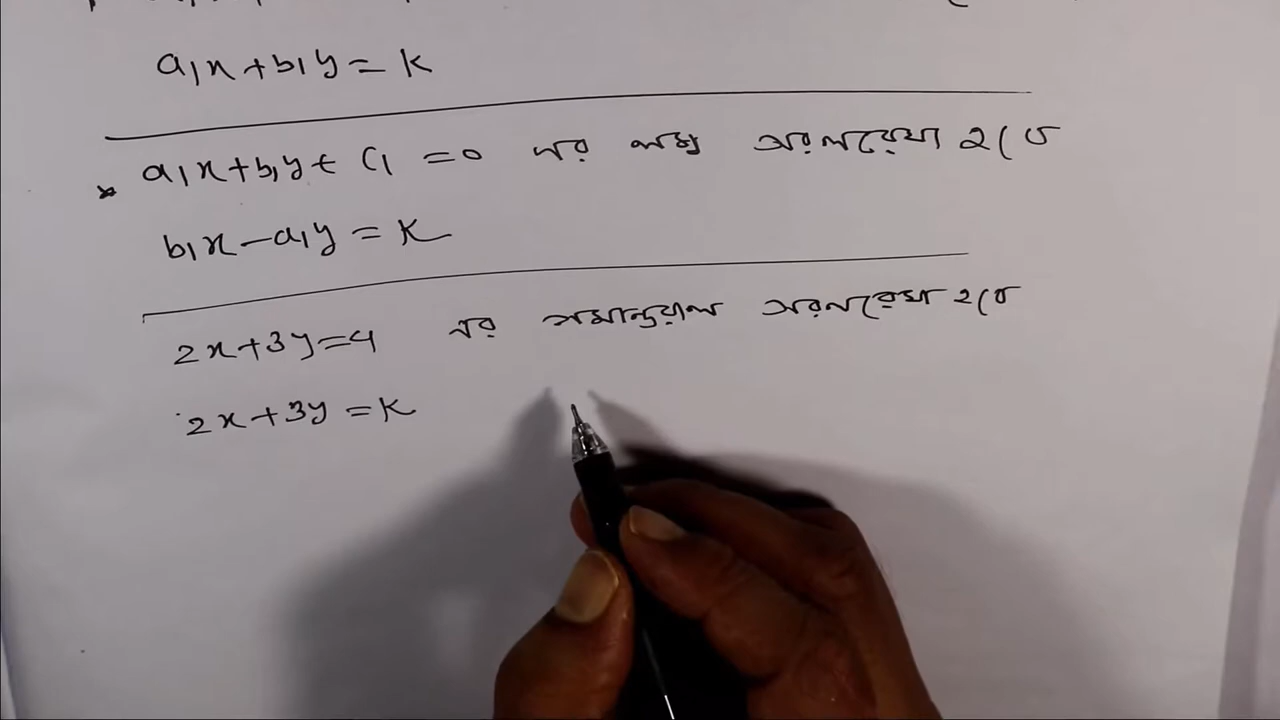 a₁x+b₁y=k
* a₁x+b₁y+c₁=0 এর লম্ব সরলরেখা হবে
b₁x-a₁y=k
2x+3y=4 এর সমান্তরাল সরলরেখা হবে
2x+3y=k